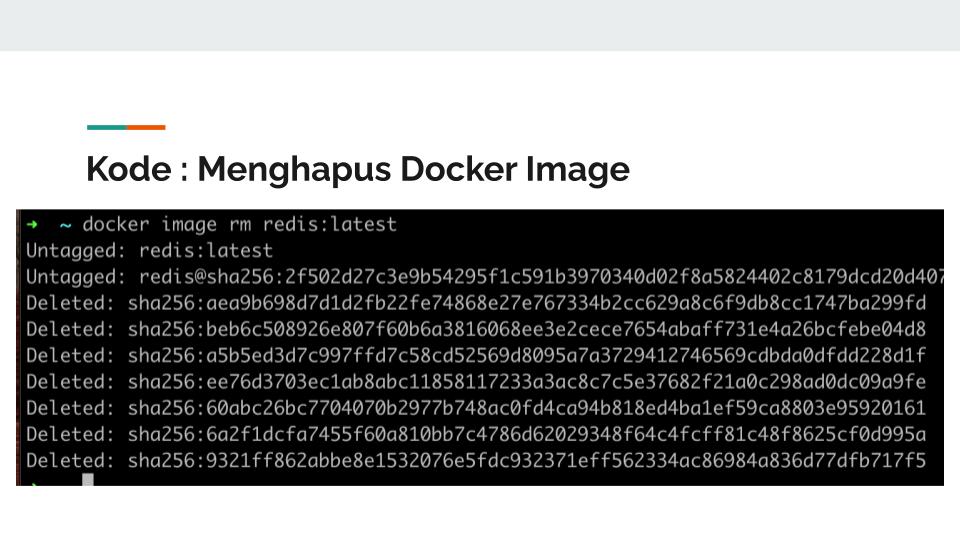 Kode : Menghapus Docker Image
➜ ~ docker image rm redis:latest
Untagged: redis:latest
Untagged: redis@sha256:2f502d27c3e9b54295f1c591b3970340d02f8a5824402c8179dcd20d407
Deleted: sha256:aea9b698d7d1d2fb22fe74868e27e767334b2cc629a8c6f9db8cc1747ba299fd
Deleted: sha256:beb6c508926e807f60b6a3816068ee3e2cece7654abaff731e4a26bcfebe04d8
Deleted: sha256:a5b5ed3d7c997ffd7c58cd52569d8095a7a3729412746569cdbda0dfdd228d1f
Deleted: sha256:ee76d3703ec1ab8abc11858117233a3ac8c7c5e37682f21a0c298ad0dc09a9fe
Deleted: sha256:60abc26bc7704070b2977b748ac0fd4ca94b818ed4ba1ef59ca8803e95920161
Deleted: sha256:6a2f1dcfa7455f60a810bb7c4786d62029348f64c4fcff81c48f8625cf0d995a
Deleted: sha256:9321ff862abbe8e1532076e5fdc932371eff562334ac86984a836d77dfb717f5